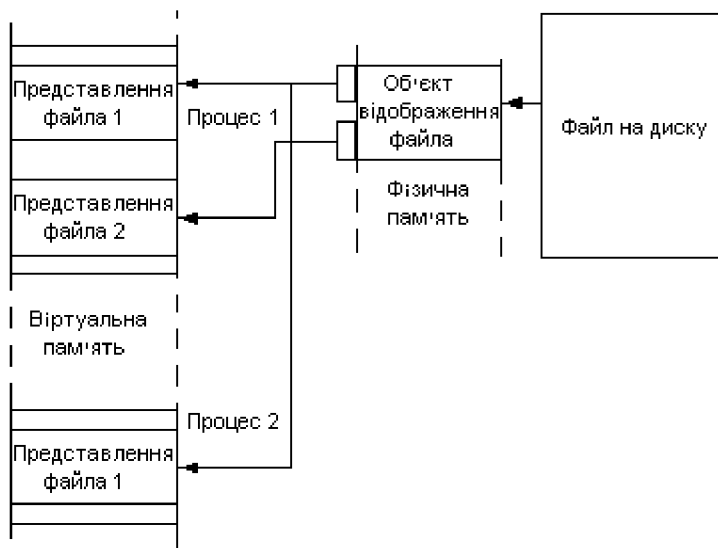 Представлення
файла 1
Процес 1
Об'єкт
відображення
файла
Файл на диску
Представлення
файла 2
Фізична
пам'ять
Віртуальна
пам'ять
Процес 2
Представлення
файла 1